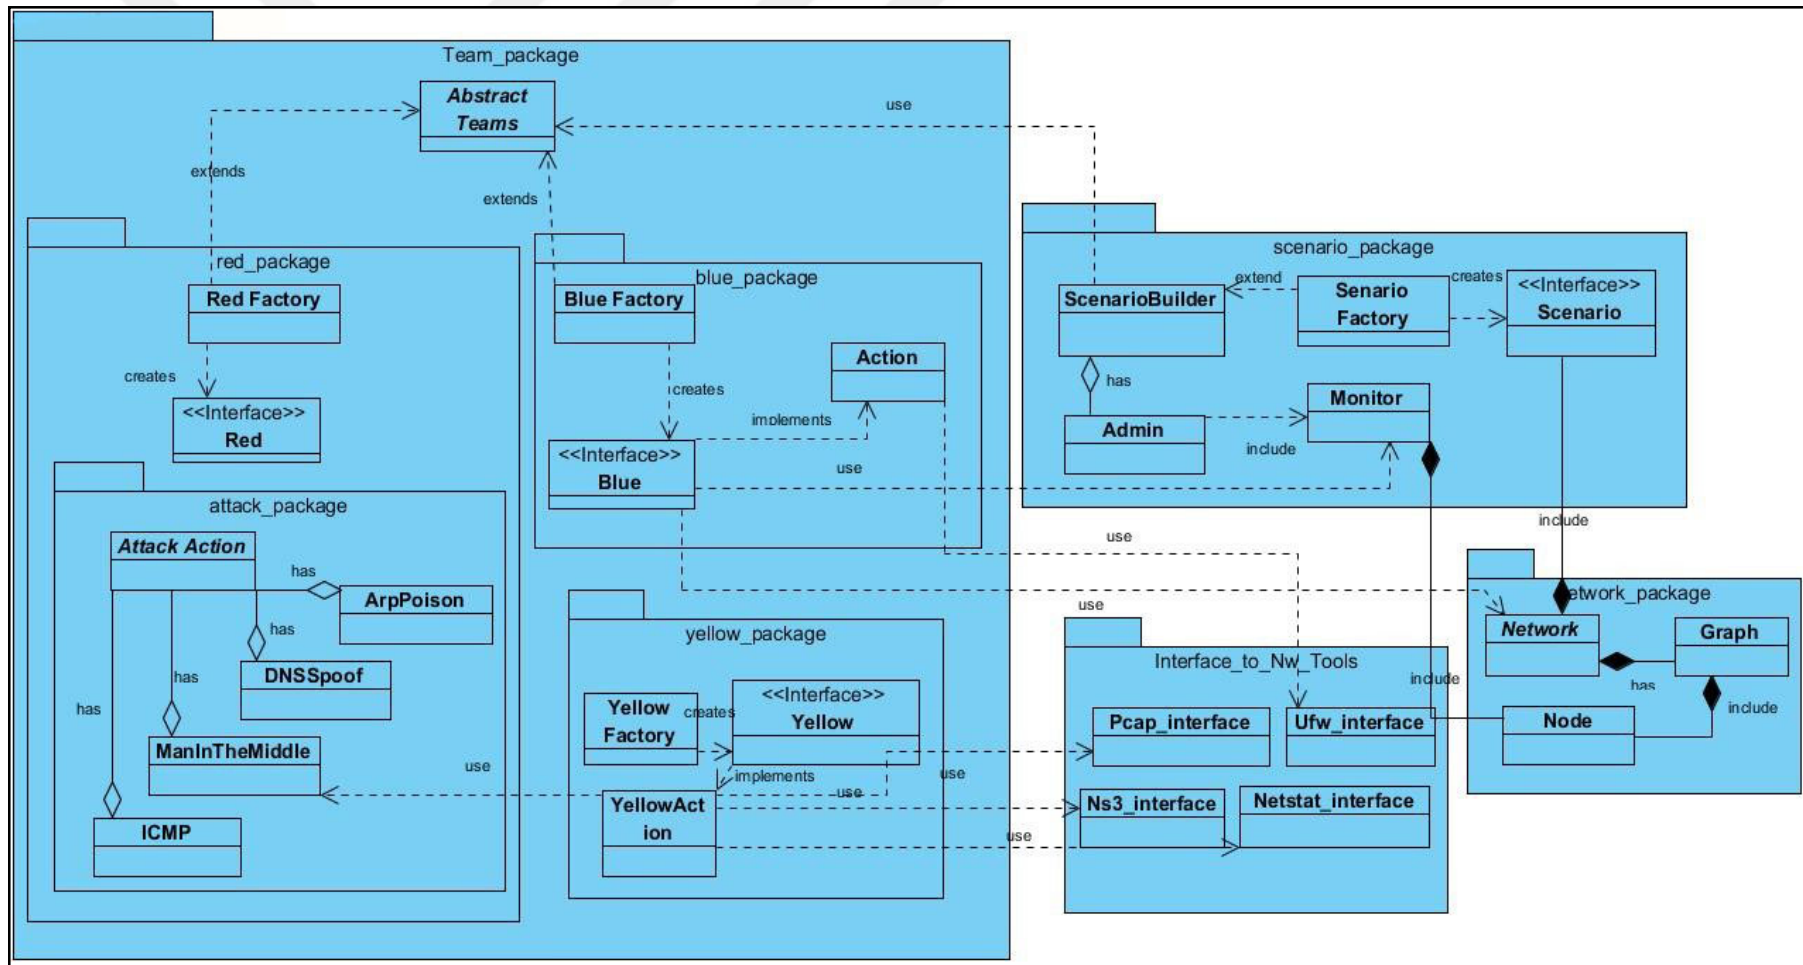 Team_package
Abstract
Teams
use
extends
extends
red_package
Red Factory
creates
<<Interface>>
Red
attack_package
Attack Action
has
ArpPoison
has
DNSSpoof
has
ManInTheMiddle
has
ICMP
blue_package
Blue Factory
creates
Action
implements
<<Interface>>
Blue
use
yellow_package
Yellow
Factory
creates
<<Interface>>
Yellow
implements
YellowAct
ion
use
use
use
use
use
scenario_package
ScenarioBuilder
extend
Senario
Factory
creates
<<Interface>>
Scenario
has
Admin
include
Monitor
include
use
use
Interface_to_Nw_Tools
Pcap_interface
Ufw_interface
Ns3_interface
Netstat_interface
include
etwork_package
Network
has
Graph
include
Node